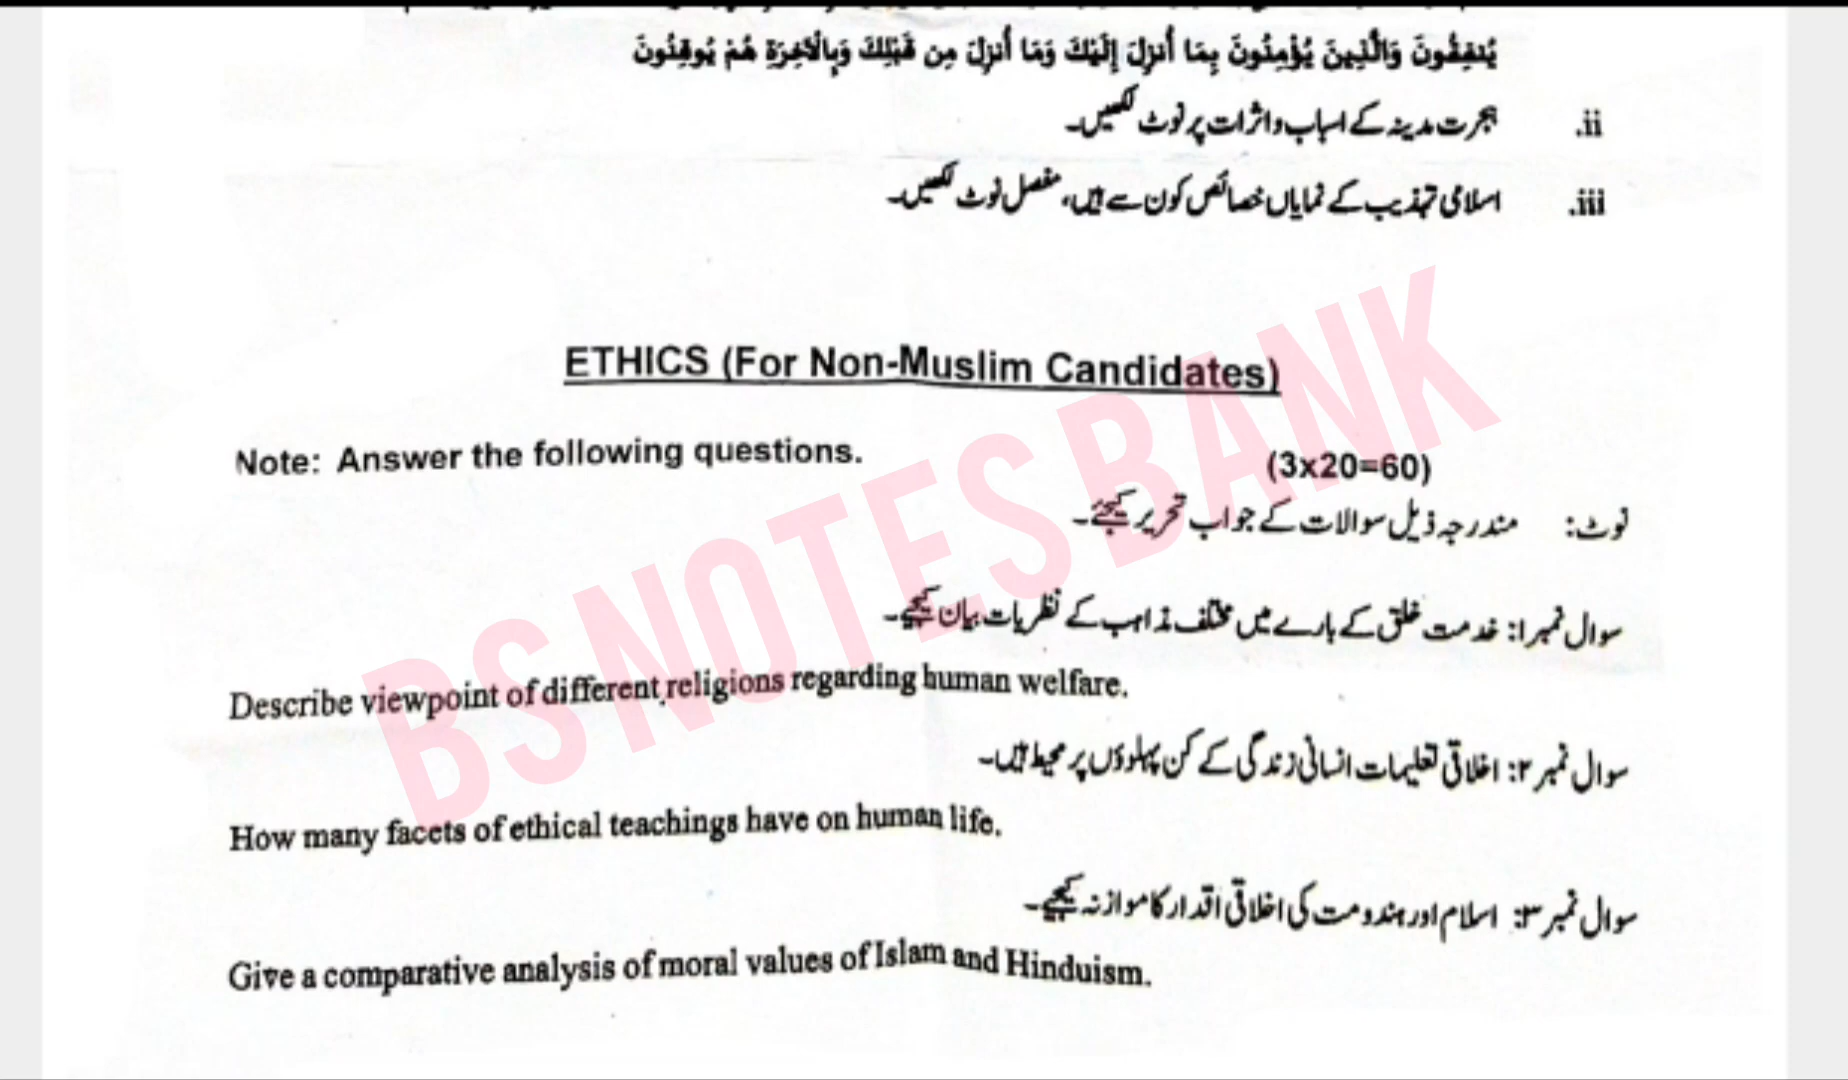 يُنفِقُونَ وَالَّذِينَ يُؤْمِنُونَ بِمَا أُنزِلَ إِلَيْكَ وَمَا أُنزِلَ مِن قَبْلِكَ وَبِالْآخِرَةِ هُمْ يُوقِنُونَ
ii. ہجرت مدینہ کے اسباب و اثرات پر نوٹ لکھیں۔
iii. اسلامی تہذیب کے نمایاں خصائص کون سے ہیں، مفصل نوٹ لکھیں۔
ETHICS (For Non-Muslim Candidates)
Note: Answer the following questions. (3x20=60)
نوٹ: مندرجہ ذیل سوالات کے جواب تحریر کیجئے۔
سوال نمبر ۱: خدمت خلق کے بارے میں مختلف مذاہب کے نظریات بیان کیجیے۔
Describe viewpoint of different religions regarding human welfare.
سوال نمبر ۲: اخلاقی تعلیمات انسانی زندگی کے کن پہلوؤں پر محیط ہیں۔
How many facets of ethical teachings have on human life.
سوال نمبر ۳: اسلام اور ہندومت کی اخلاقی اقدار کا موازنہ کیجیے۔
Give a comparative analysis of moral values of Islam and Hinduism.
BS NOTES BANK